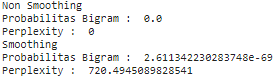 Non Smoothing
Probabilitas Bigram :  0.0
Perplexity :  0
Smoothing
Probabilitas Bigram :  2.611342230283748e-69
Perplexity :  720.4945089828541